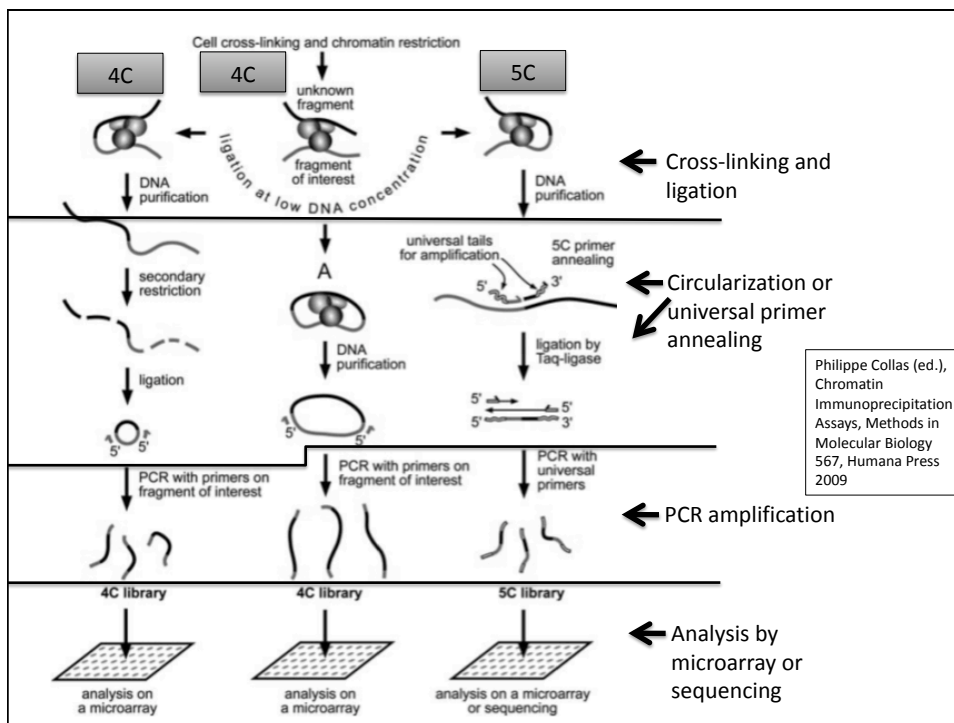 Cell cross-linking and chromatin restriction
4C
4C
5C
unknown
fragment
fragment
of interest
ligation at low DNA concentration
DNA
purification
DNA
purification
Cross-linking and
ligation
secondary
restriction
ligation
5'
5'
A
DNA
purification
5'
5'
universal tails
for amplification
5C primer
annealing
5'
3'
ligation by
Taq-ligase
5'
5'
5'
3'
Circularization or
universal primer
annealing
Philippe Collas (ed.),
Chromatin
Immunoprecipitation
Assays, Methods in
Molecular Biology
567, Humana Press
2009
PCR with primers on
fragment of interest
PCR with primers on
fragment of interest
PCR with
universal
primers
PCR amplification
4C library
4C library
5C library
analysis on
a microarray
analysis on
a microarray
analysis on a microarray
or sequencing
Analysis by
microarray or
sequencing